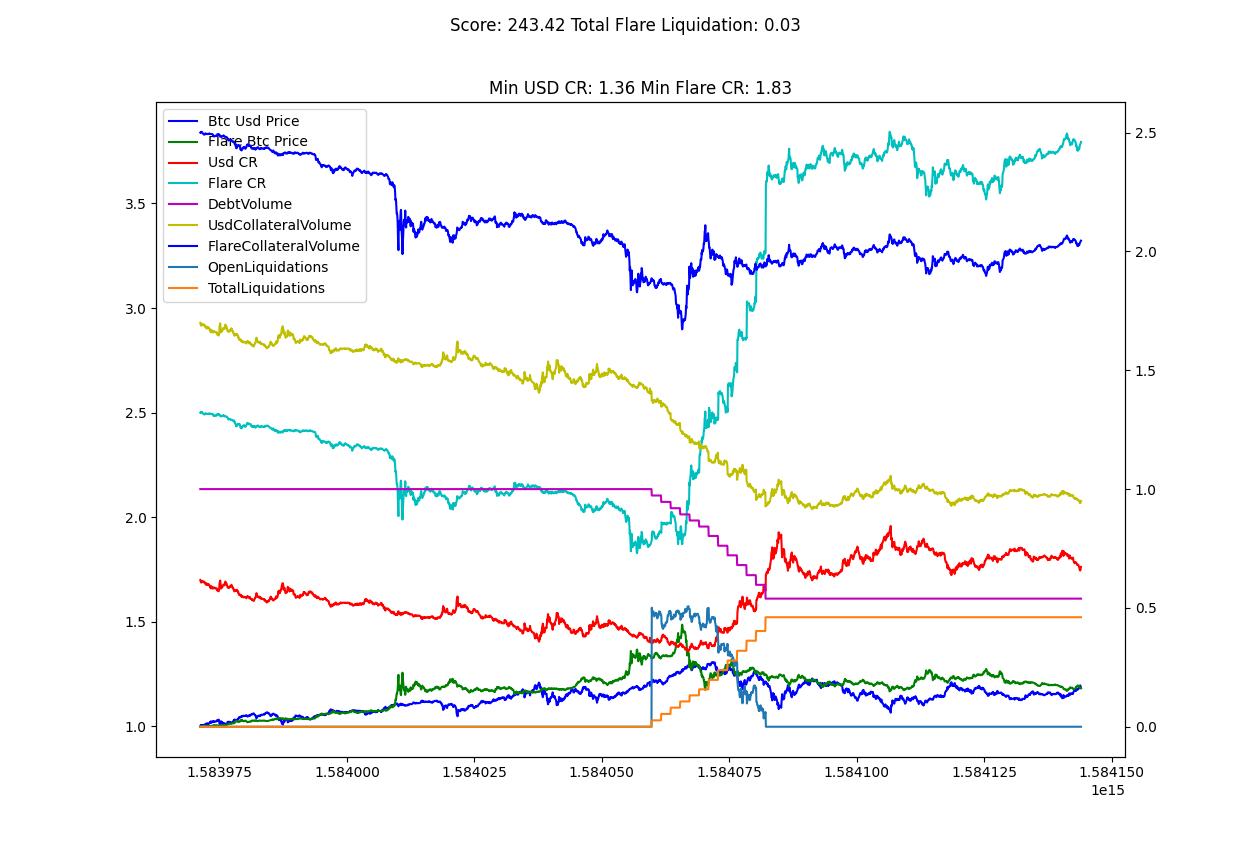 Score: 243.42 Total Flare Liquidation: 0.03
Min USD CR: 1.36 Min Flare CR: 1.83
Btc Usd Price
Flare Btc Price
Usd CR
Flare CR
DebtVolume
UsdCollateralVolume
FlareCollateralVolume
OpenLiquidations
TotalLiquidations
3.5
3.0
2.5
2.0
1.5
1.0
2.5
2.0
1.5
1.0
0.5
0.0
1.583975 1.584000 1.584025 1.584050 1.584075 1.584100 1.584125 1.584150
1e15